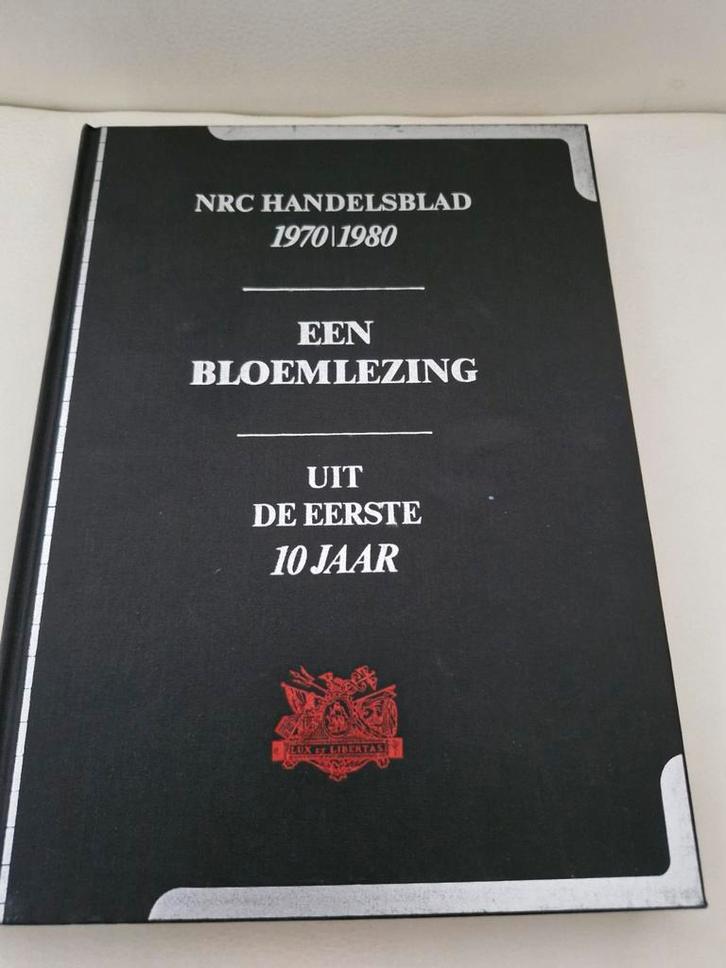 NRC HANDELSBLAD
1970|1980
EEN
BLOEMLEZING
UIT
DE EERSTE
10 JAAR
LUX ET LIBERTAS